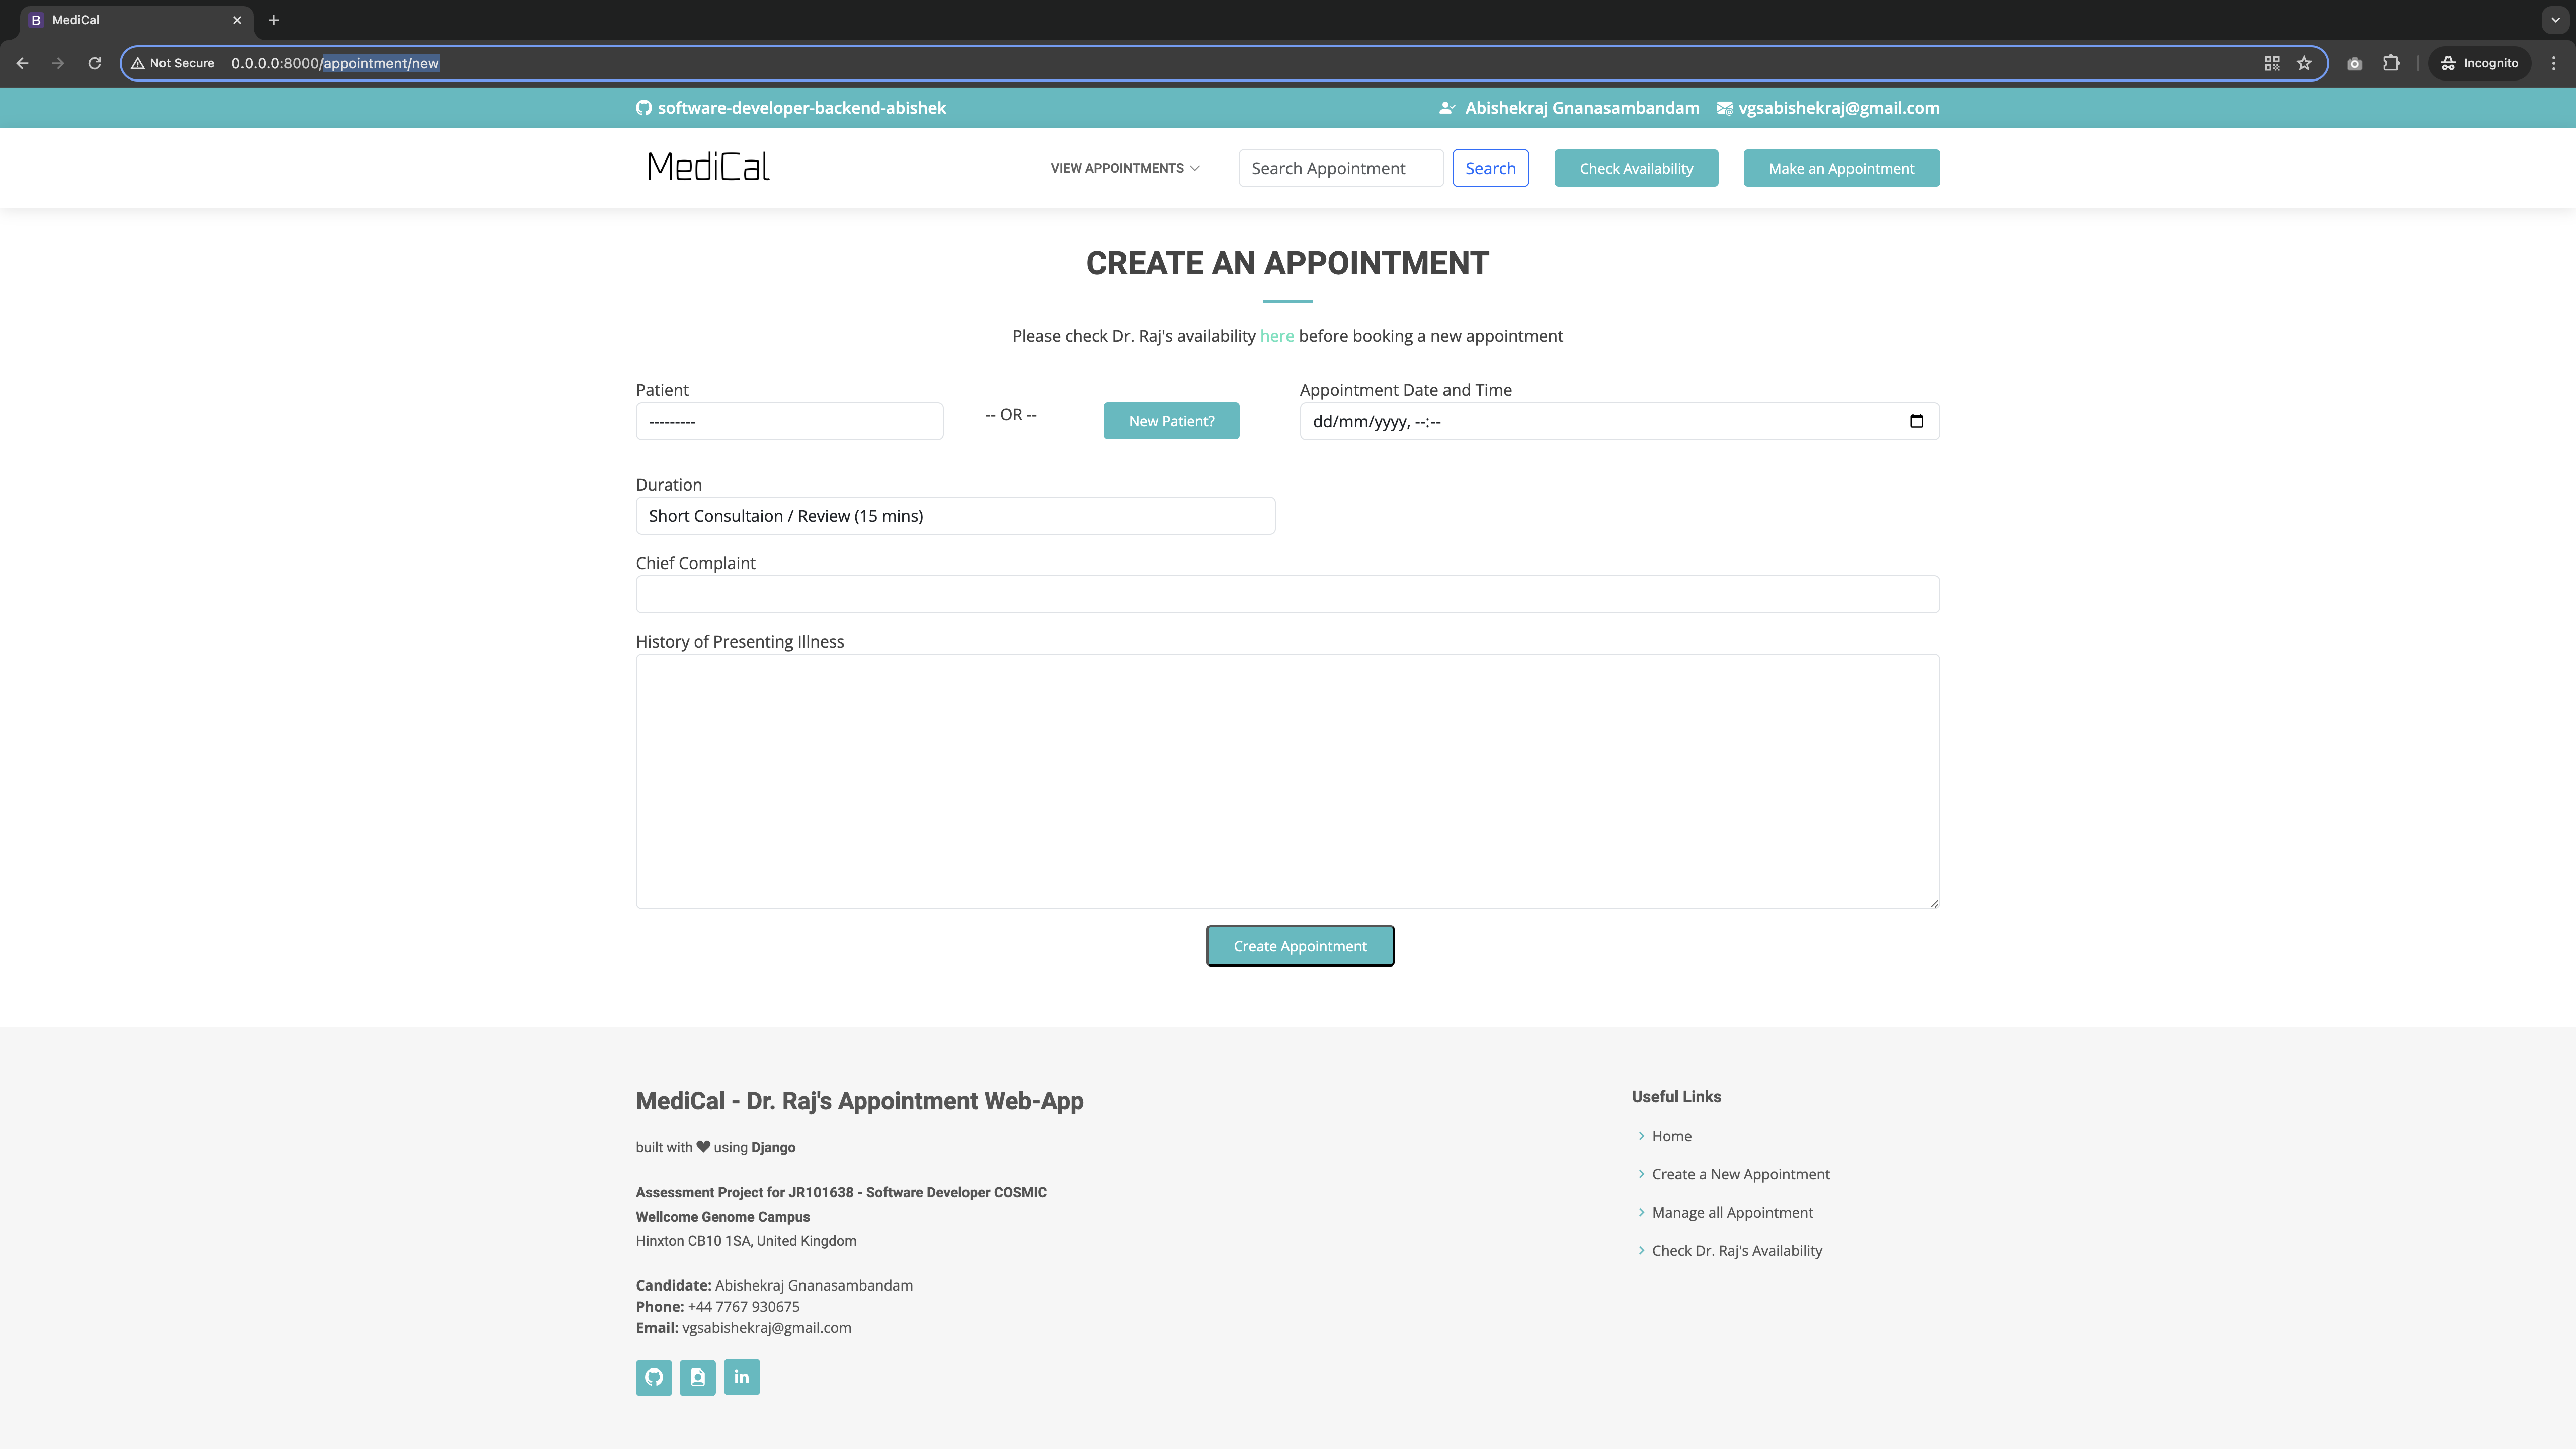 B MediCal
Not Secure 0.0.0.0:8000/appointment/new Incognito
software-developer-backend-abishek Abishekraj Gnanasambandam vgsabishekraj@gmail.com
MediCal VIEW APPOINTMENTS Search Appointment Search Check Availability Make an Appointment
CREATE AN APPOINTMENT
Please check Dr. Raj's availability here before booking a new appointment
Patient Appointment Date and Time
--------- -- OR -- New Patient? dd/mm/yyyy, --:--
Duration
Short Consultaion / Review (15 mins)
Chief Complaint
History of Presenting Illness
Create Appointment
MediCal - Dr. Raj's Appointment Web-App
built with ♥ using Django
Assessment Project for JR101638 - Software Developer COSMIC
Wellcome Genome Campus
Hinxton CB10 1SA, United Kingdom
Candidate: Abishekraj Gnanasambandam
Phone: +44 7767 930675
Email: vgsabishekraj@gmail.com
in
Useful Links
Home
Create a New Appointment
Manage all Appointment
Check Dr. Raj's Availability